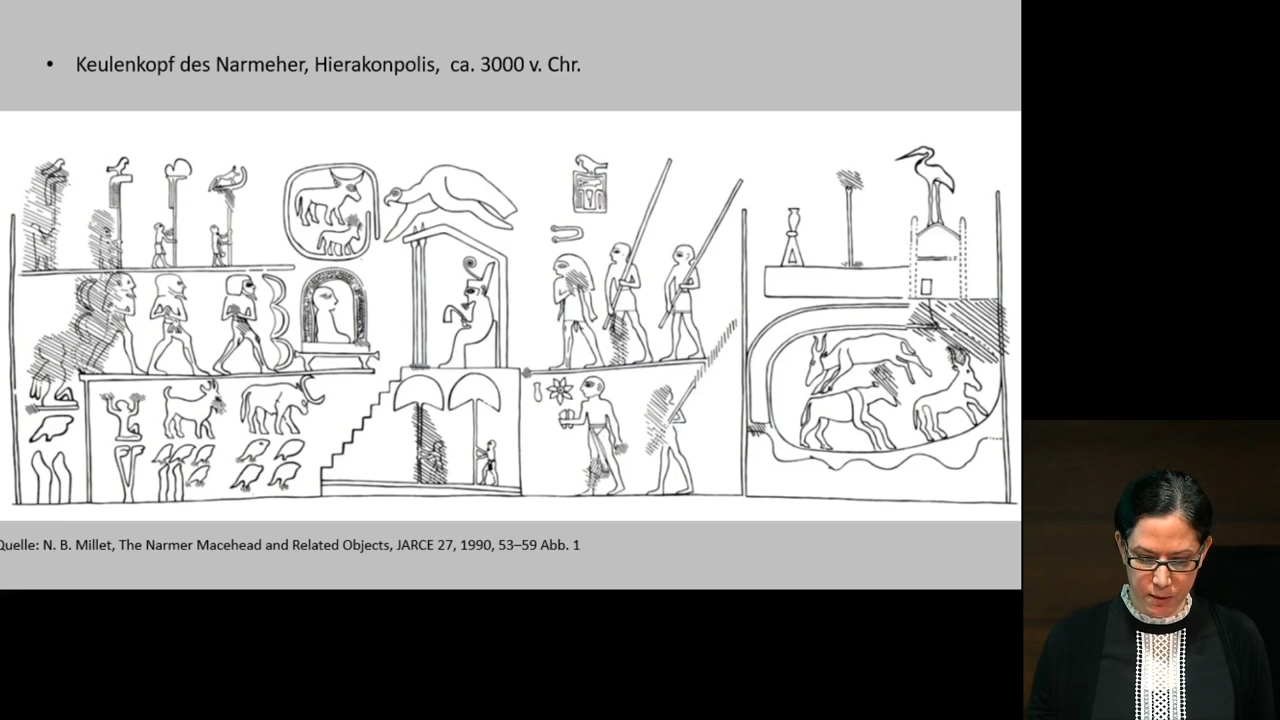 • Keulenkopf des Narmeher, Hierakonpolis, ca. 3000 v. Chr.
Quelle: N. B. Millet, The Narmer Macehead and Related Objects, JARCE 27, 1990, 53–59 Abb. 1